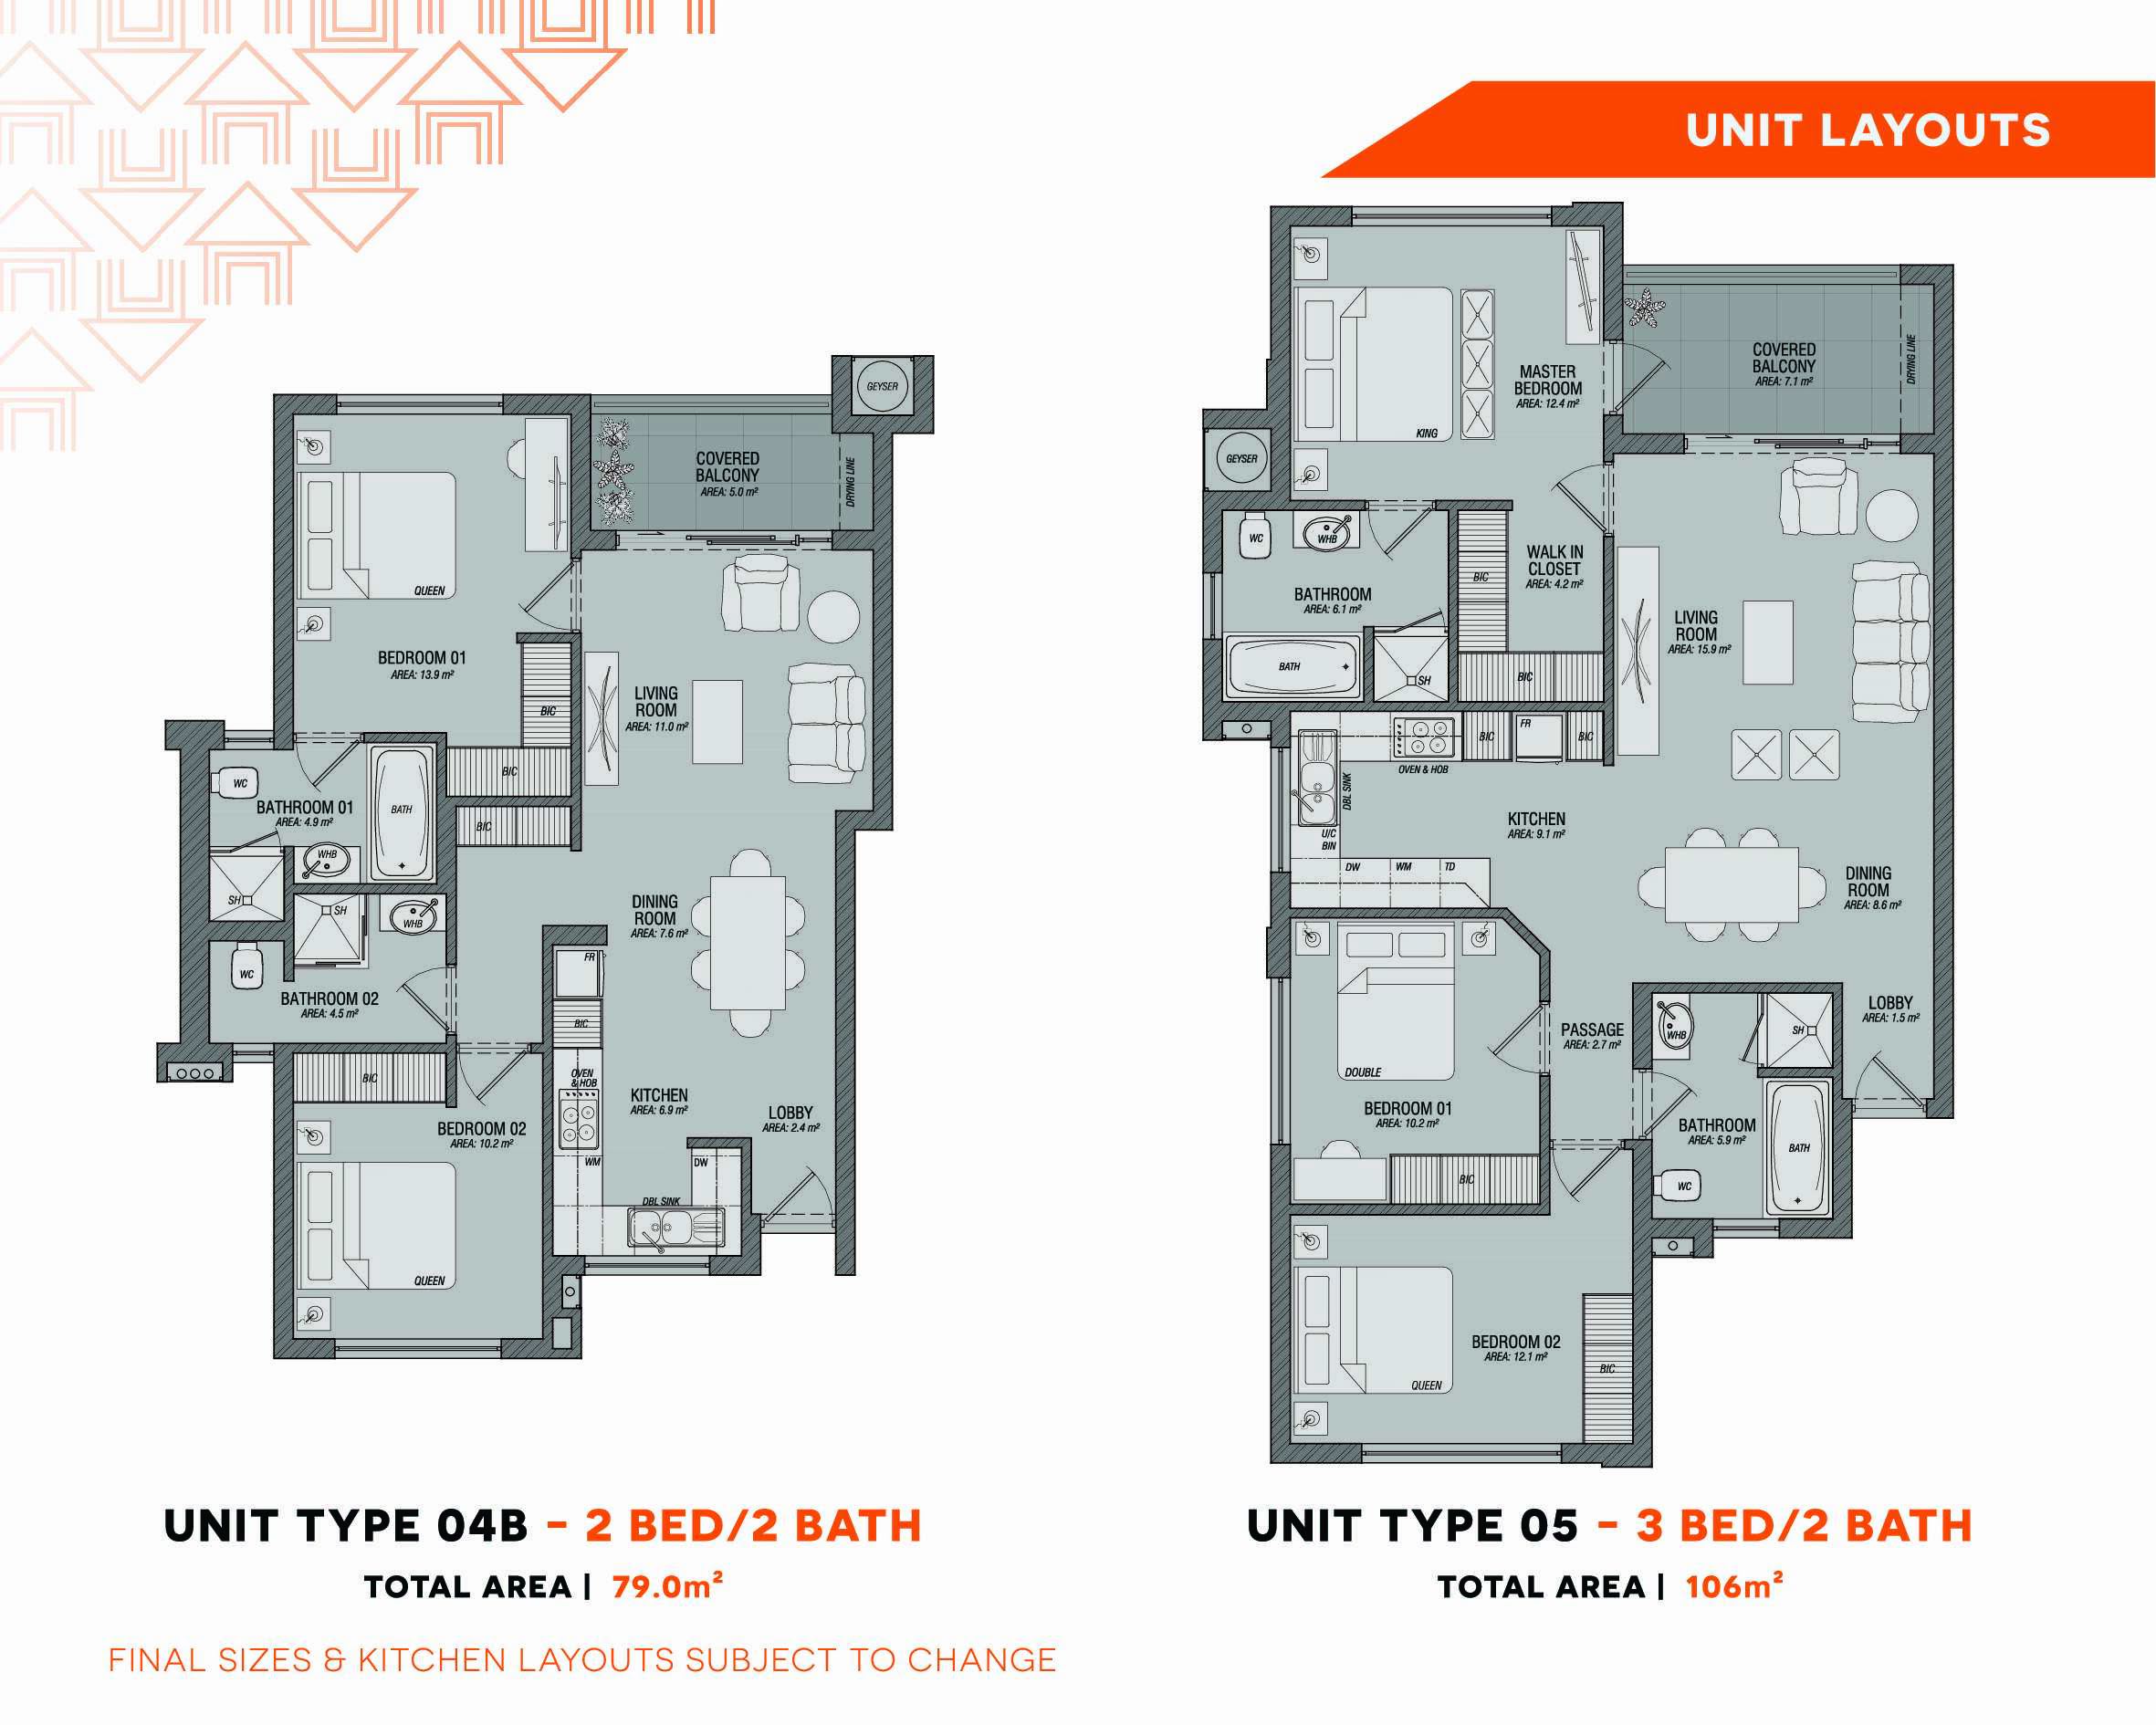 UNIT LAYOUTS
GEYSER
COVERED
BALCONY
AREA: 5.0 m²
DRYING LINE
QUEEN
BEDROOM 01
AREA: 13.9 m²
BIC
BIC
LIVING
ROOM
AREA: 11.0 m²
WC
BATHROOM 01
AREA: 4.9 m²
BATH
WHB
SH
BIC
SH
WHB
WC
BATHROOM 02
AREA: 4.5 m²
DINING
ROOM
AREA: 7.6 m²
FR
BIC
OVEN
& HOB
KITCHEN
AREA: 6.9 m²
LOBBY
AREA: 2.4 m²
WM
DW
DBL SINK
BIC
BEDROOM 02
AREA: 10.2 m²
QUEEN
UNIT TYPE 04B - 2 BED/2 BATH
TOTAL AREA | 79.0m²
MASTER
BEDROOM
AREA: 12.4 m²
KING
COVERED
BALCONY
AREA: 7.1 m²
DRYING LINE
GEYSER
WC
WHB
BATHROOM
AREA: 6.1 m²
BATH
SH
BIC
WALK IN
CLOSET
AREA: 4.2 m²
BIC
LIVING
ROOM
AREA: 15.9 m²
OVEN & HOB
BIC
FR
BIC
DBL SINK
U/C
BIN
KITCHEN
AREA: 9.1 m²
DW
WM
TD
DINING
ROOM
AREA: 8.6 m²
DOUBLE
BEDROOM 01
AREA: 10.2 m²
BIC
PASSAGE
AREA: 2.7 m²
WHB
SH
LOBBY
AREA: 1.5 m²
BATHROOM
AREA: 5.9 m²
BATH
WC
BEDROOM 02
AREA: 12.1 m²
QUEEN
BIC
UNIT TYPE 05 - 3 BED/2 BATH
TOTAL AREA | 106m²
FINAL SIZES & KITCHEN LAYOUTS SUBJECT TO CHANGE